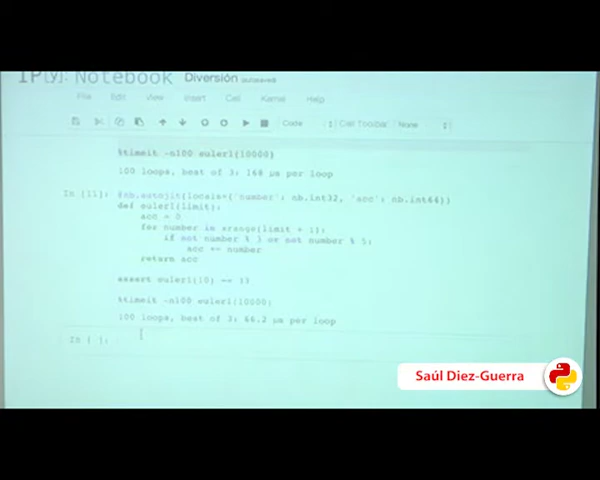 IP[y]: Notebook Diversión (autosaved)
File Edit View Insert Cell Kernel Help
Code Cell Toolbar: None
%timeit -n100 euler1(10000)
100 loops, best of 3: 168 µs per loop
In [11]: @nb.autojit(locals={'number': nb.int32, 'acc': nb.int64})
def euler1(limit):
acc = 0
for number in xrange(limit + 1):
if not number % 3 or not number % 5:
acc += number
return acc
assert euler1(10) == 33
%timeit -n100 euler1(10000)
100 loops, best of 3: 66.2 µs per loop
In [ ]:
Saúl Diez-Guerra